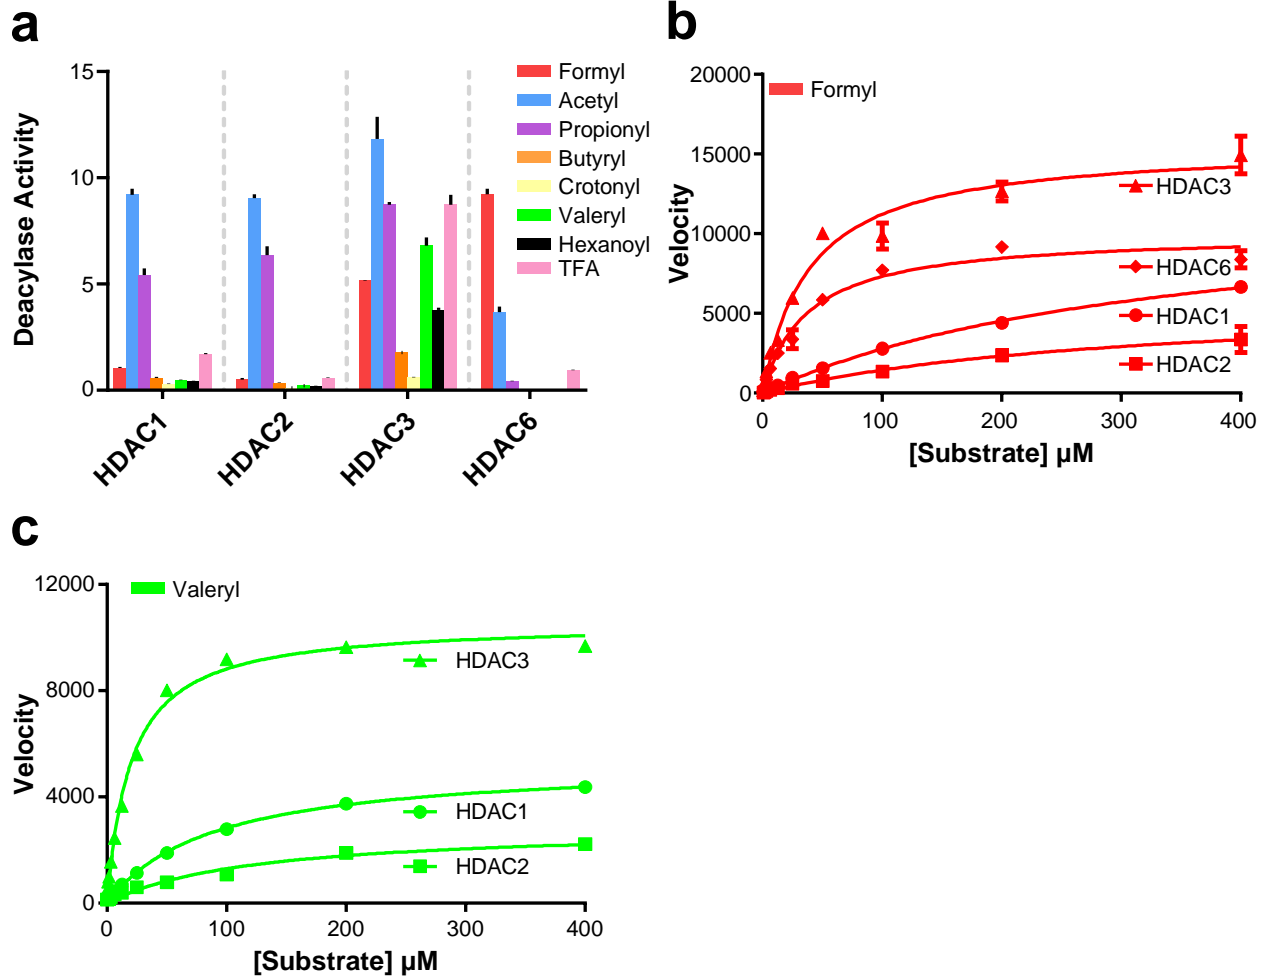 a
15
10
5
0
Deacylase Activity
Formyl
Acetyl
Propionyl
Butyryl
Crotonyl
Valeryl
Hexanoyl
TFA
HDAC1
HDAC2
HDAC3
HDAC6
b
20000
15000
10000
5000
0
Velocity
Formyl
HDAC3
HDAC6
HDAC1
HDAC2
0 100 200 300 400
[Substrate] µM
c
12000
8000
4000
0
Velocity
Valeryl
HDAC3
HDAC1
HDAC2
0 100 200 300 400
[Substrate] µM